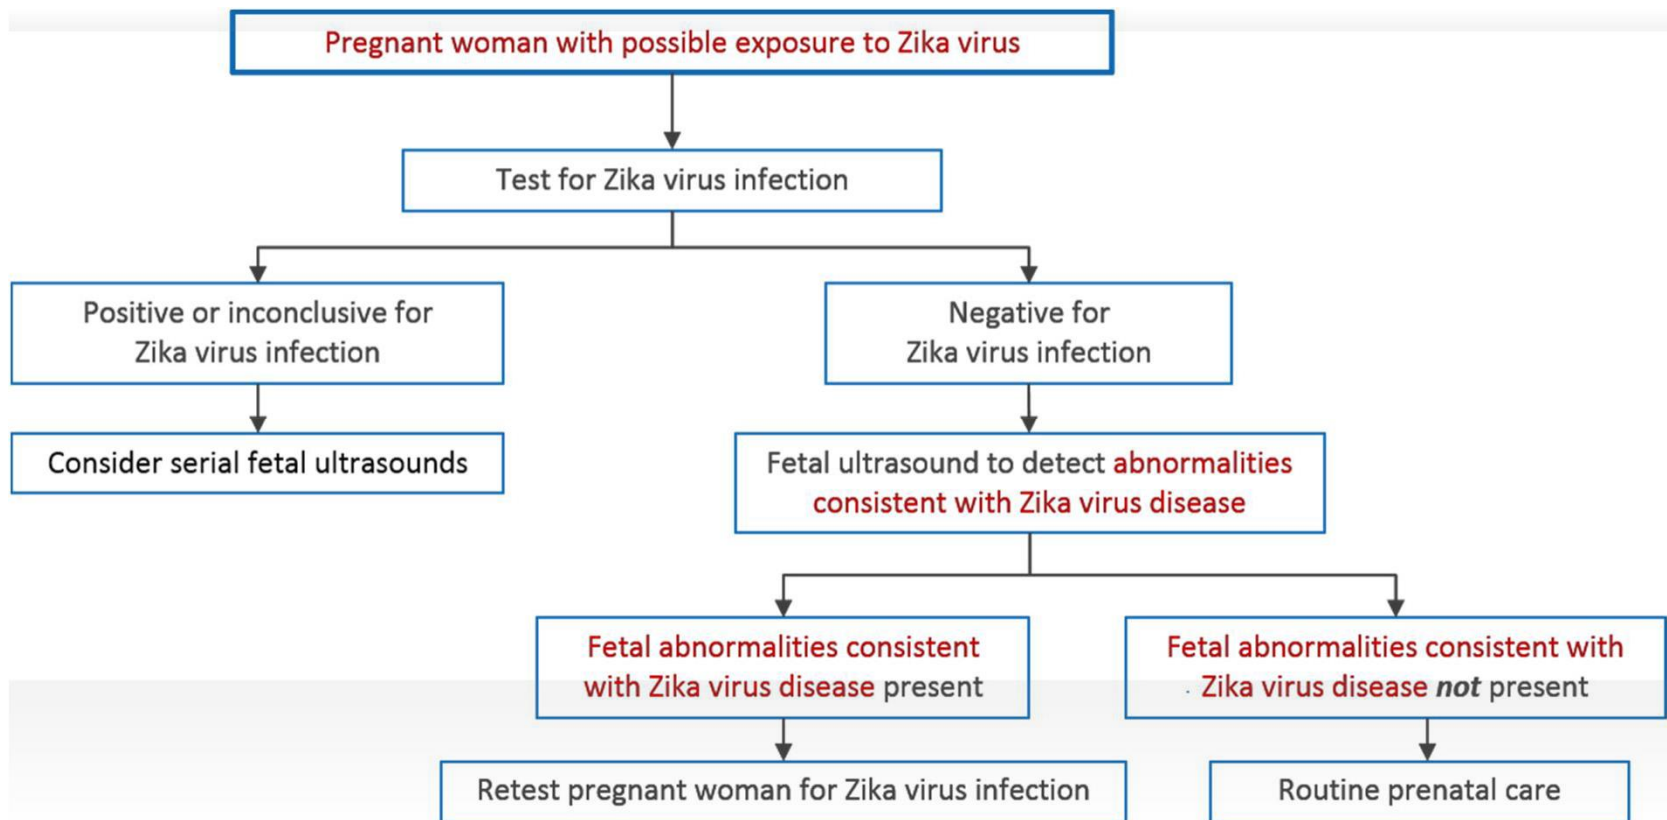 Pregnant woman with possible exposure to Zika virus
Test for Zika virus infection
Positive or inconclusive for
Zika virus infection
Negative for
Zika virus infection
Consider serial fetal ultrasounds
Fetal ultrasound to detect abnormalities
consistent with Zika virus disease
Fetal abnormalities consistent
with Zika virus disease present
Fetal abnormalities consistent with
Zika virus disease not present
Retest pregnant woman for Zika virus infection
Routine prenatal care